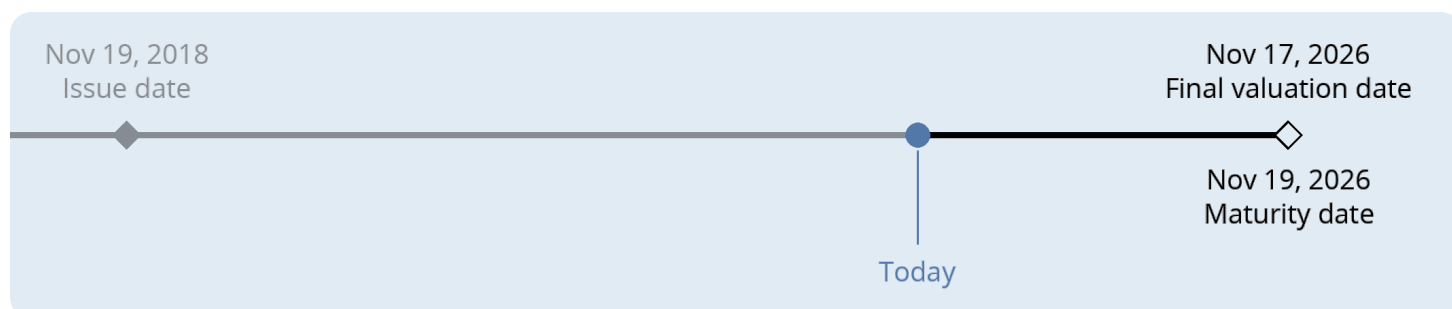 Nov 19, 2018
Issue date
Nov 17, 2026
Final valuation date
Nov 19, 2026
Maturity date
Today